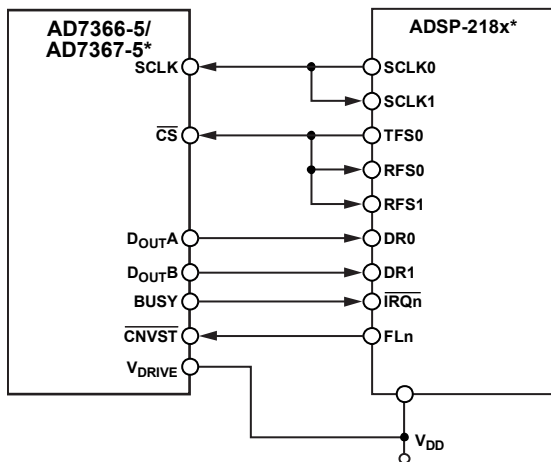 AD7366-5/
AD7367-5*
ADSP-218x*
SCLK
SCLK0
SCLK1
CS
TFS0
RFS0
RFS1
DOUTA
DR0
DOUTB
DR1
BUSY
IRQn
CNVST
FLn
VDRIVE
VDD